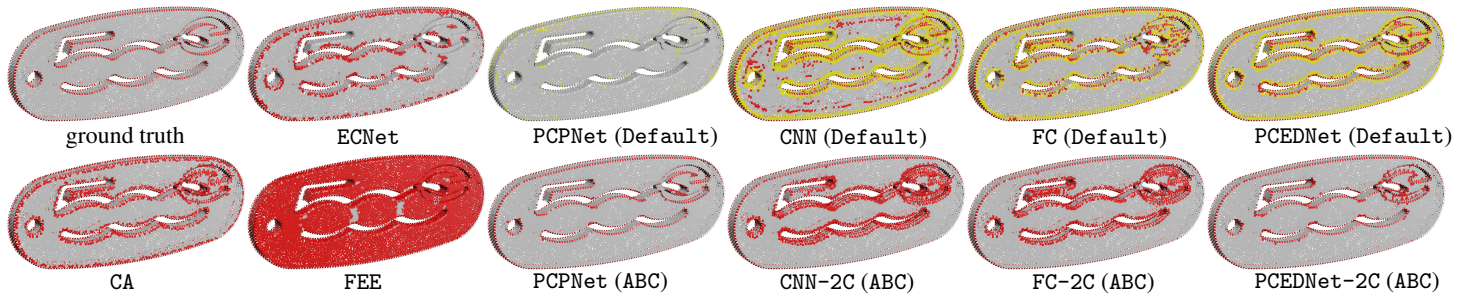 ground truth ECNet PCPNet (Default) CNN (Default) FC (Default) PCEDNet (Default)
CA FEE PCPNet (ABC) CNN-2C (ABC) FC-2C (ABC) PCEDNet-2C (ABC)